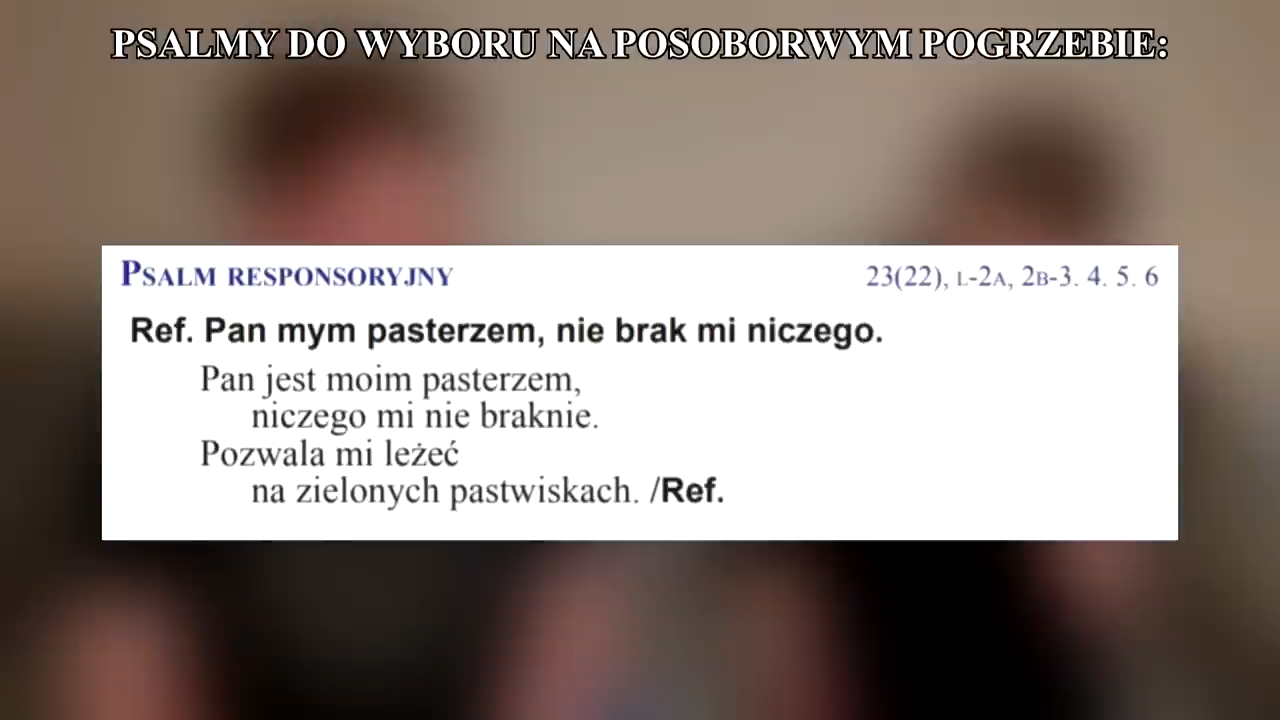 PSALMY DO WYBORU NA POSOBORWYM POGRZEBIE:
PSALM RESPONSORYJNY 23(22), L-2A, 2B-3. 4. 5. 6
Ref. Pan mym pasterzem, nie brak mi niczego.
Pan jest moim pasterzem,
niczego mi nie braknie.
Pozwala mi leżeć
na zielonych pastwiskach. /Ref.